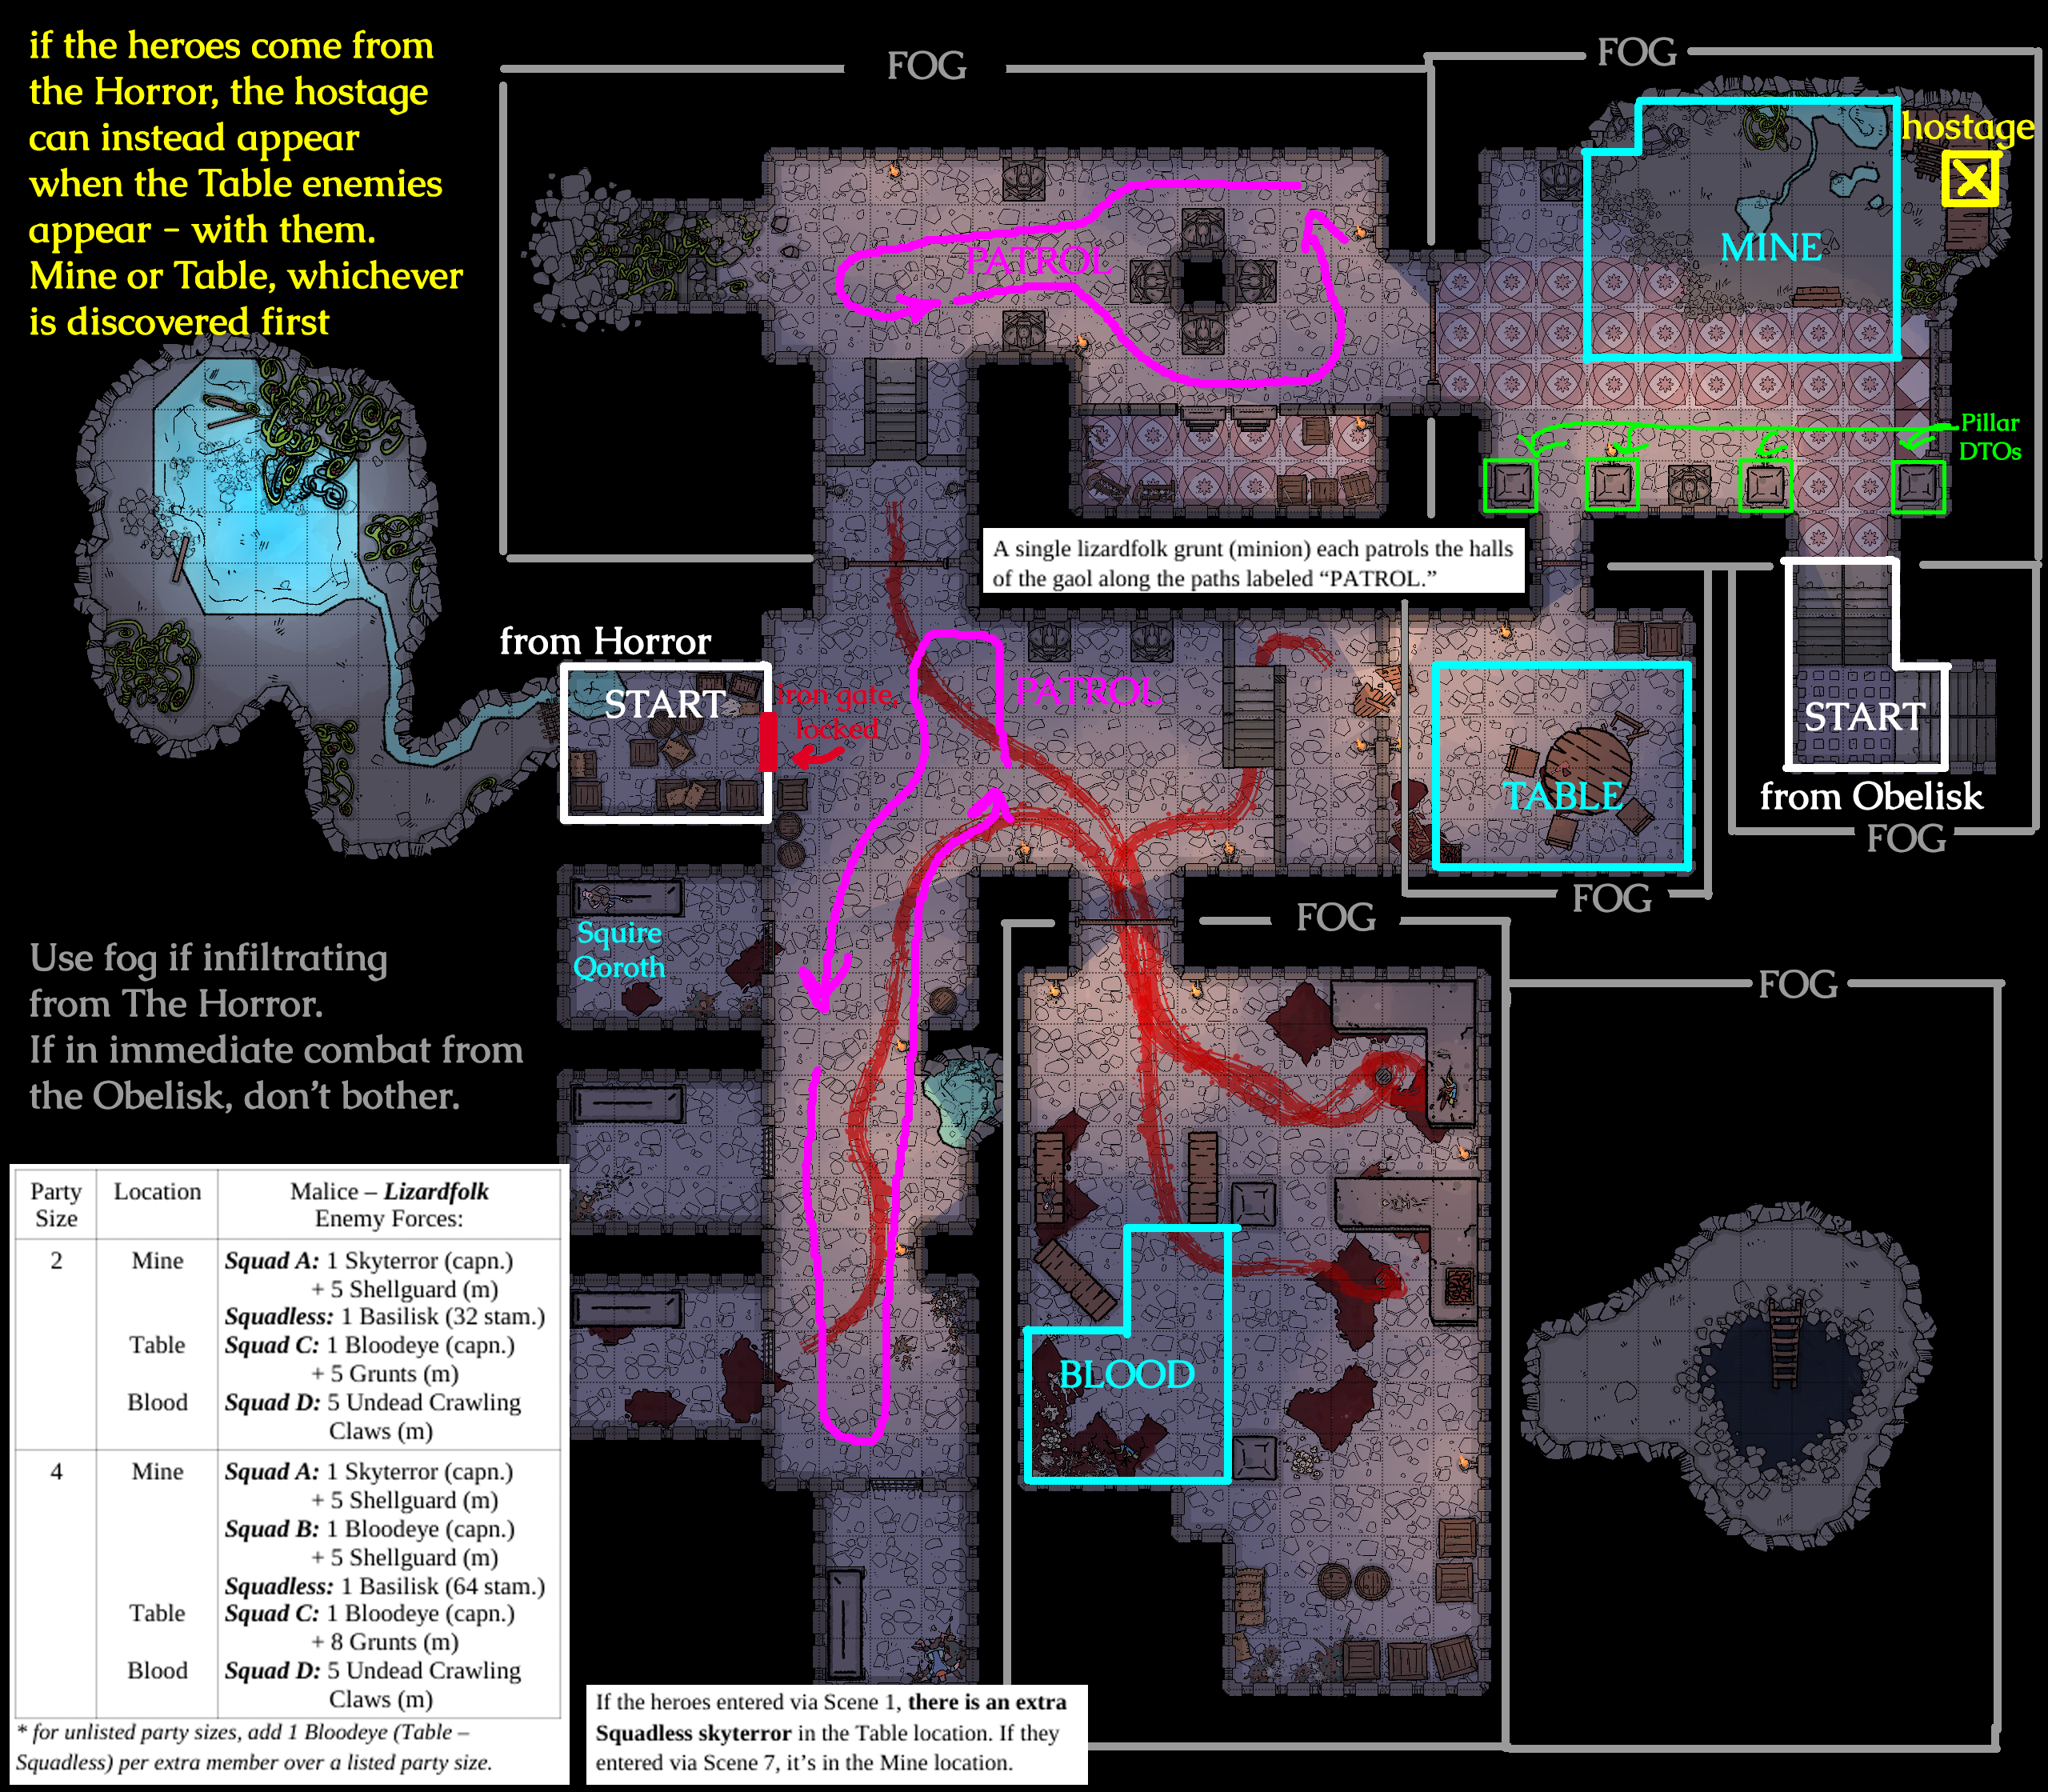 if the heroes come from
the Horror, the hostage
can instead appear
when the Table enemies
appear - with them.
Mine or Table, whichever
is discovered first
FOG
FOG
hostage
MINE
PATROL
Pillar
DTOs
A single lizardfolk grunt (minion) each patrols the halls
of the gaol along the paths labeled “PATROL.”
from Horror
START
iron gate,
locked
PATROL
TABLE
START
from Obelisk
FOG
FOG
FOG
Squire
Qoroth
Use fog if infiltrating
from The Horror.
If in immediate combat from
the Obelisk, don’t bother.
FOG
BLOOD
Party Size Location Malice – Lizardfolk
Enemy Forces:
2 Mine Squad A: 1 Skyterror (capn.)
+ 5 Shellguard (m)
Squadless: 1 Basilisk (32 stam.)
Table Squad C: 1 Bloodeye (capn.)
+ 5 Grunts (m)
Blood Squad D: 5 Undead Crawling
Claws (m)
4 Mine Squad A: 1 Skyterror (capn.)
+ 5 Shellguard (m)
Squad B: 1 Bloodeye (capn.)
+ 5 Shellguard (m)
Squadless: 1 Basilisk (64 stam.)
Table Squad C: 1 Bloodeye (capn.)
+ 8 Grunts (m)
Blood Squad D: 5 Undead Crawling
Claws (m)
* for unlisted party sizes, add 1 Bloodeye (Table –
Squadless) per extra member over a listed party size.
If the heroes entered via Scene 1, there is an extra
Squadless skyterror in the Table location. If they
entered via Scene 7, it’s in the Mine location.